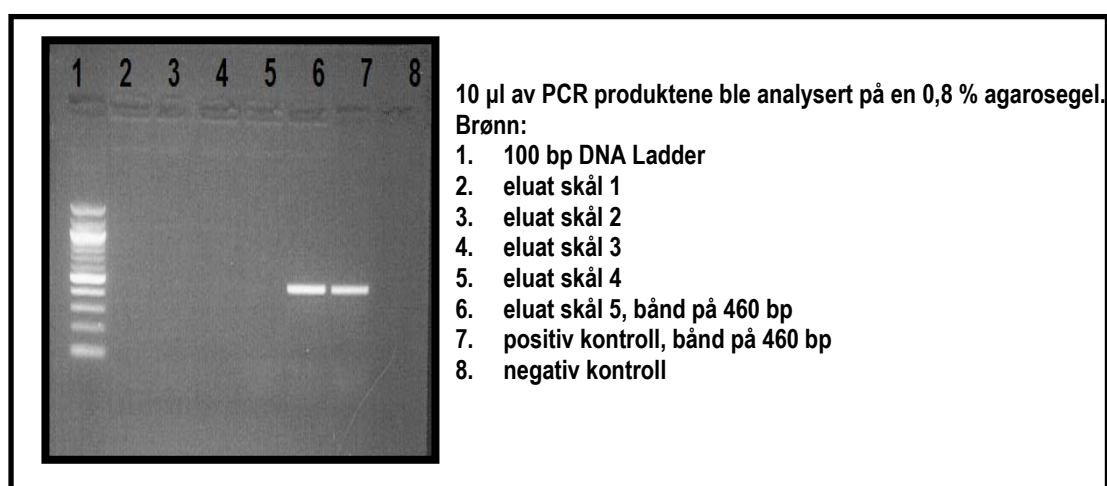 1 2 3 4 5 6 7 8
10 µl av PCR produktene ble analysert på en 0,8 % agarosegel.
Brønn:
1. 100 bp DNA Ladder
2. eluat skål 1
3. eluat skål 2
4. eluat skål 3
5. eluat skål 4
6. eluat skål 5, bånd på 460 bp
7. positiv kontroll, bånd på 460 bp
8. negativ kontroll